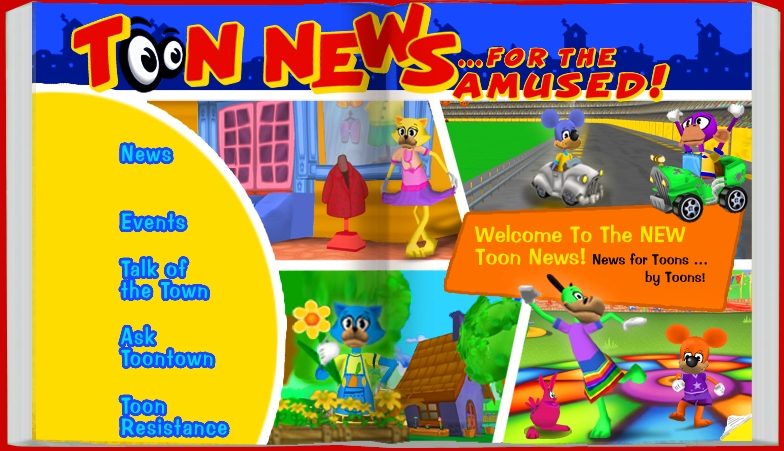 TOON NEWS
...FOR THE
AMUSED!
News
Events
Talk of
the Town
Ask
Toontown
Toon
Resistance
Welcome To The NEW
Toon News! News for Toons ...
by Toons!